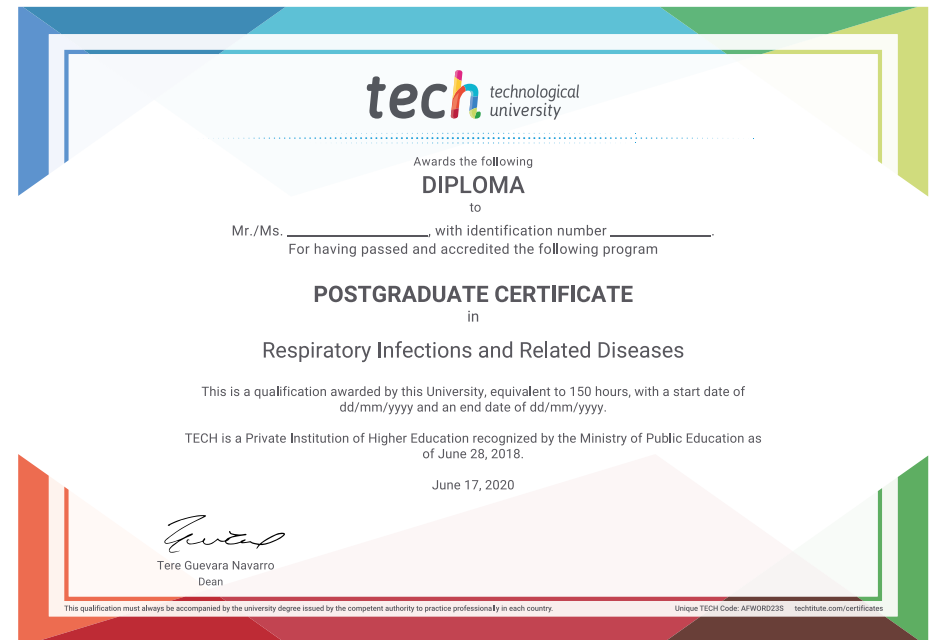 tech technological
university
Awards the following
DIPLOMA
to
Mr./Ms. ________________, with identification number ____________.
For having passed and accredited the following program
POSTGRADUATE CERTIFICATE
in
Respiratory Infections and Related Diseases
This is a qualification awarded by this University, equivalent to 150 hours, with a start date of
dd/mm/yyyy and an end date of dd/mm/yyyy.
TECH is a Private Institution of Higher Education recognized by the Ministry of Public Education as
of June 28, 2018.
June 17, 2020
Tere Guevara Navarro
Dean
This qualification must always be accompanied by the university degree issued by the competent authority to practice professionally in each country.
Unique TECH Code: AFWORD23S techtitute.com/certificates